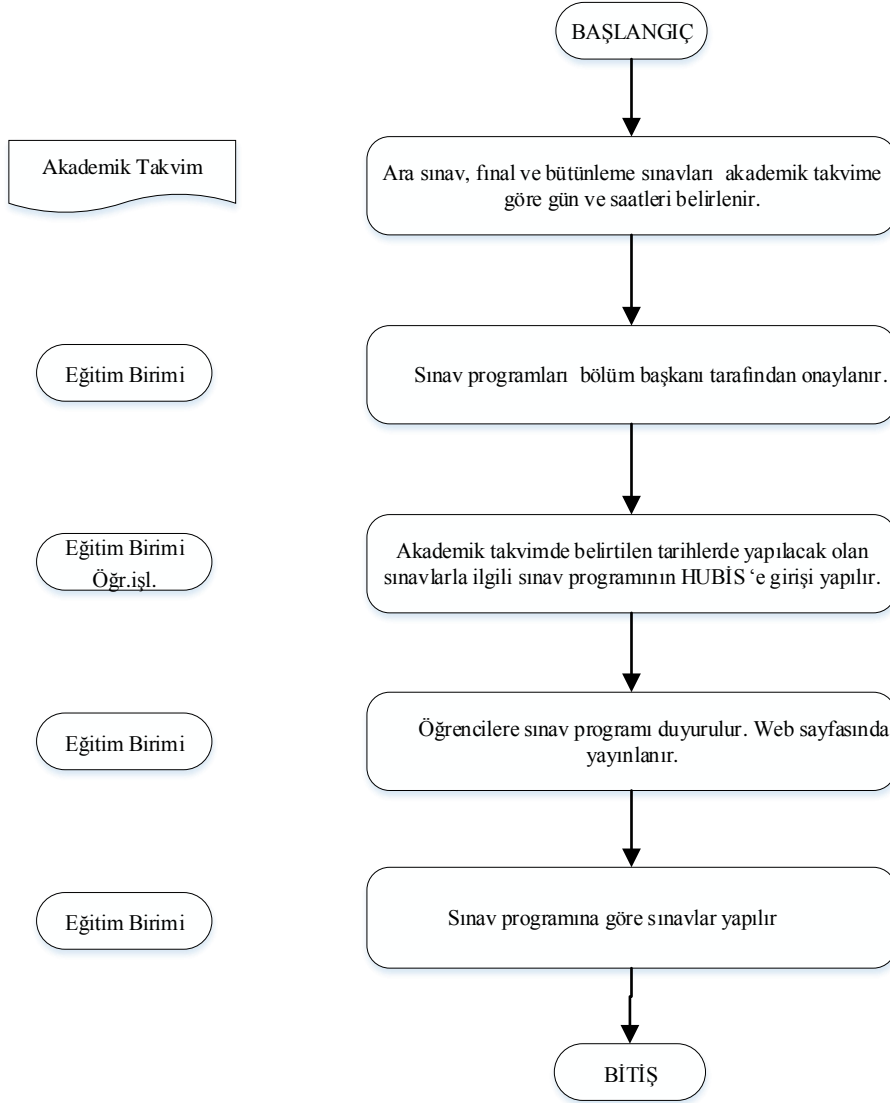 BAŞLANGIÇ
Akademik Takvim
Ara sınav, final ve bütünleme sınavları akademik takvime
göre gün ve saatleri belirlenir.
Eğitim Birimi
Sınav programları bölüm başkanı tarafından onaylanır.
Eğitim Birimi
Öğr.işl.
Akademik takvimde belirtilen tarihlerde yapılacak olan
sınavlarla ilgili sınav programının HUBİS ‘e girişi yapılır.
Eğitim Birimi
Öğrencilere sınav programı duyurulur. Web sayfasında
yayınlanır.
Eğitim Birimi
Sınav programına göre sınavlar yapılır
BİTİŞ